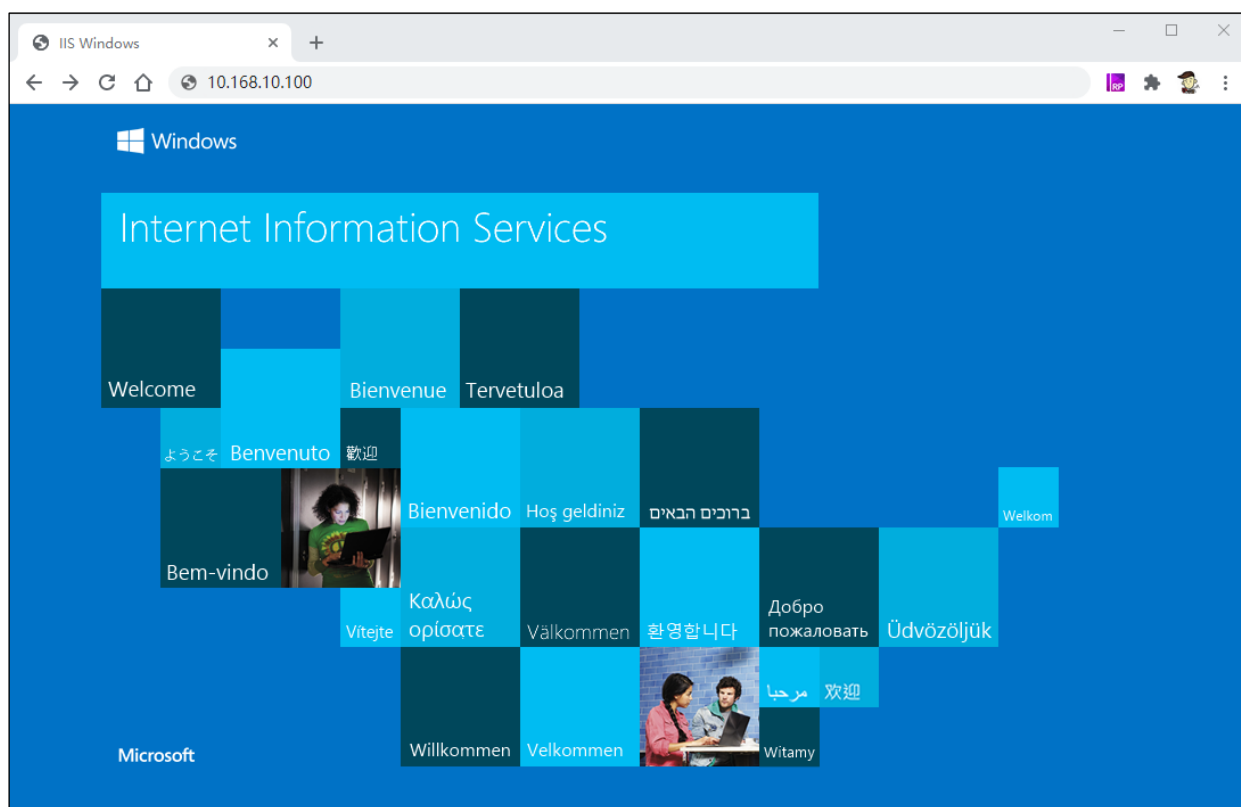 IIS Windows
10.168.10.100
RP
Windows
Internet Information Services
Welcome
Bienvenue
Tervetuloa
ようこそ
Benvenuto
歡迎
Bienvenido
Hoş geldiniz
ברוכים הבאים
Welkom
Bem-vindo
Vítejte
Καλώς
ορίσατε
Välkommen
환영합니다
Добро
пожаловать
Üdvözöljük
مرحبا
欢迎
Willkommen
Velkommen
Witamy
Microsoft